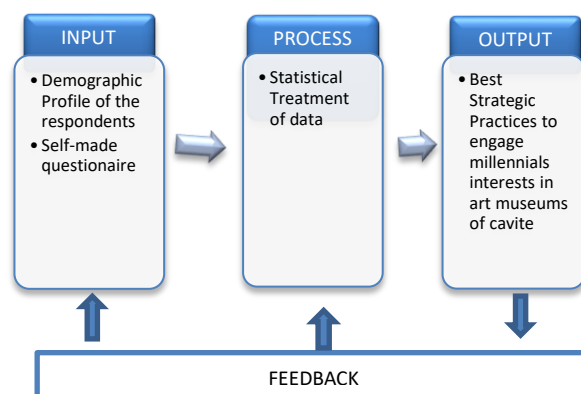 INPUT
• Demographic
Profile of the
respondents
• Self-made
questionaire
PROCESS
• Statistical
Treatment
of data
OUTPUT
• Best
Strategic
Practices to
engage
millennials
interests in
art museums
of cavite
FEEDBACK